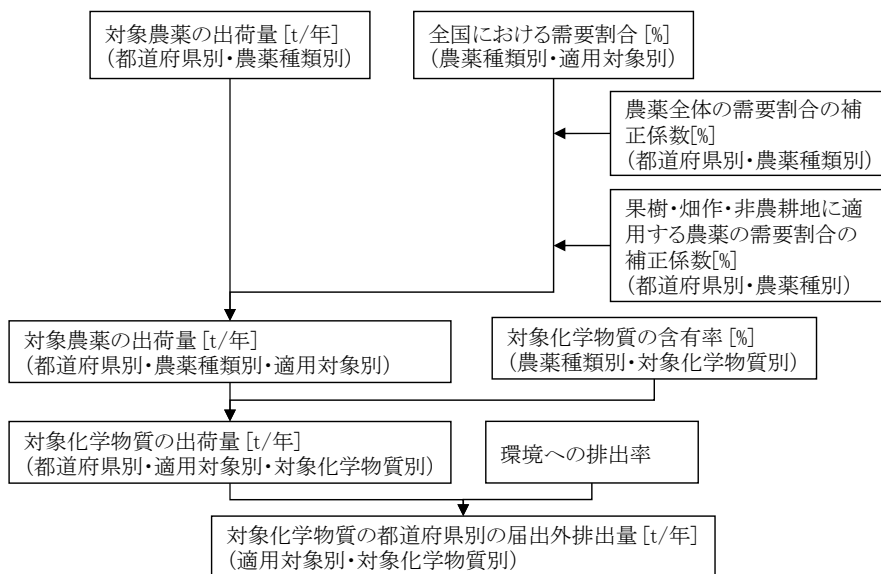 対象農薬の出荷量[t/年]
(都道府県別・農薬種類別)
全国における需要割合[%]
(農薬種類別・適用対象別)
農薬全体の需要割合の補
正係数[%]
(都道府県別・農薬種類別)
果樹・畑作・非農耕地に適
用する農薬の需要割合の
補正係数[%]
(都道府県別・農薬種別)
対象農薬の出荷量[t/年]
(都道府県別・農薬種類別・適用対象別)
対象化学物質の含有率[%]
(農薬種類別・対象化学物質別)
対象化学物質の出荷量[t/年]
(都道府県別・適用対象別・対象化学物質別)
環境への排出率
対象化学物質の都道府県別の届出外排出量[t/年]
(適用対象別・対象化学物質別)